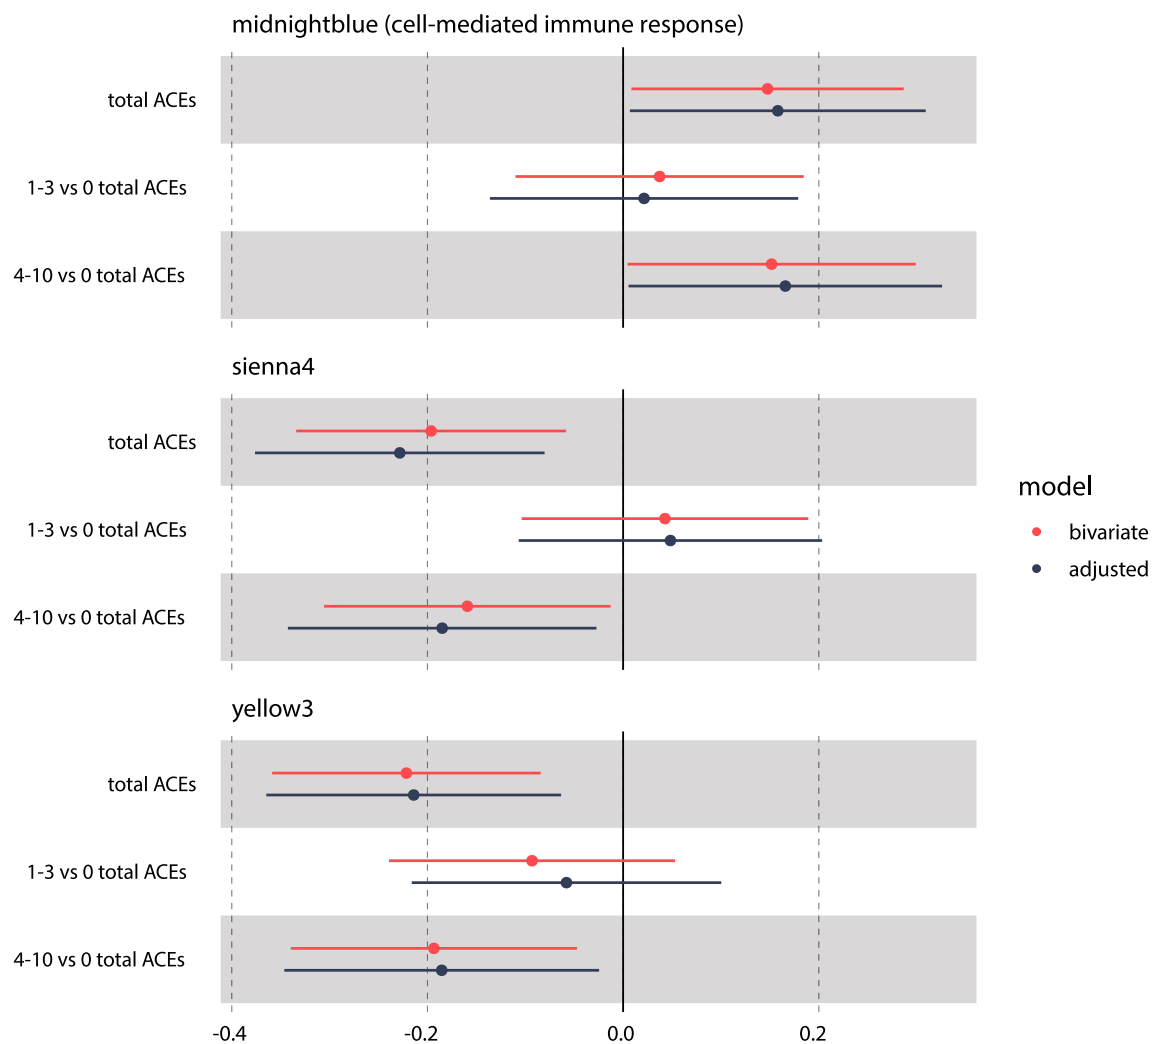 midnightblue (cell-mediated immune response)
total ACEs
1-3 vs 0 total ACEs
4-10 vs 0 total ACEs
sienna4
total ACEs
1-3 vs 0 total ACEs
4-10 vs 0 total ACEs
model
bivariate
adjusted
yellow3
total ACEs
1-3 vs 0 total ACEs
4-10 vs 0 total ACEs
-0.4 -0.2 0.0 0.2